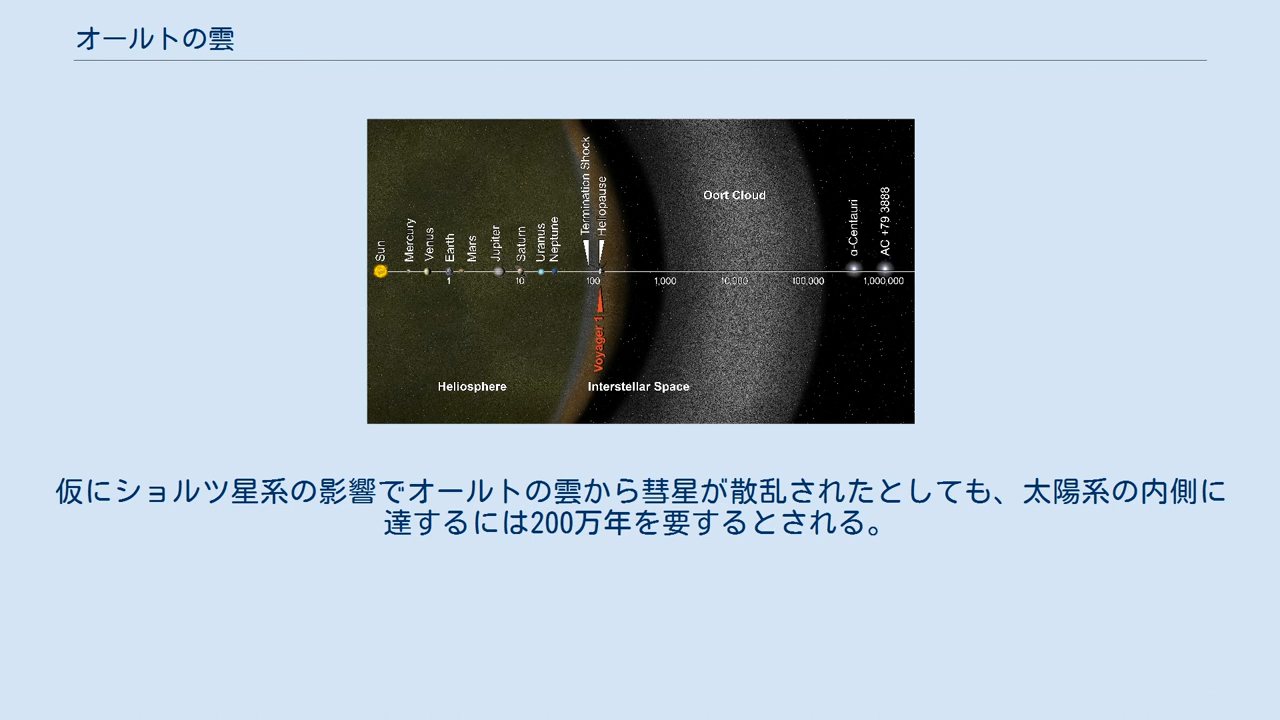 オールトの雲
Sun
Mercury
Venus
Earth
Mars
Jupiter
Saturn
Uranus
Neptune
Termination Shock
Heliopause
Oort Cloud
α-Centauri
AC +79 3888
1
10
100
1,000
10,000
100,000
1,000,000
Voyager 1
Heliosphere
Interstellar Space
仮にショルツ星系の影響でオールトの雲から彗星が散乱されたとしても、太陽系の内側に
達するには200万年を要するとされる。